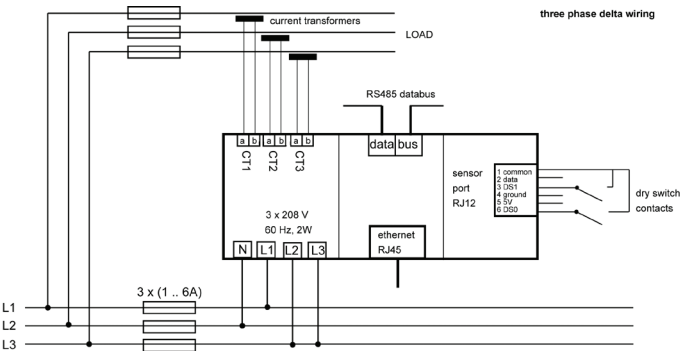 three phase delta wiring
current transformers
LOAD
RS485 databus
a b a b a b
data bus
CT1 CT2 CT3
sensor
port
RJ12
1 common
2 data
3 DS1
4 ground
5 5V
6 DS0
dry switch
contacts
3 x 208 V
60 Hz, 2W
ethernet
RJ45
N L1 L2 L3
3 x (1 .. 6A)
L1
L2
L3